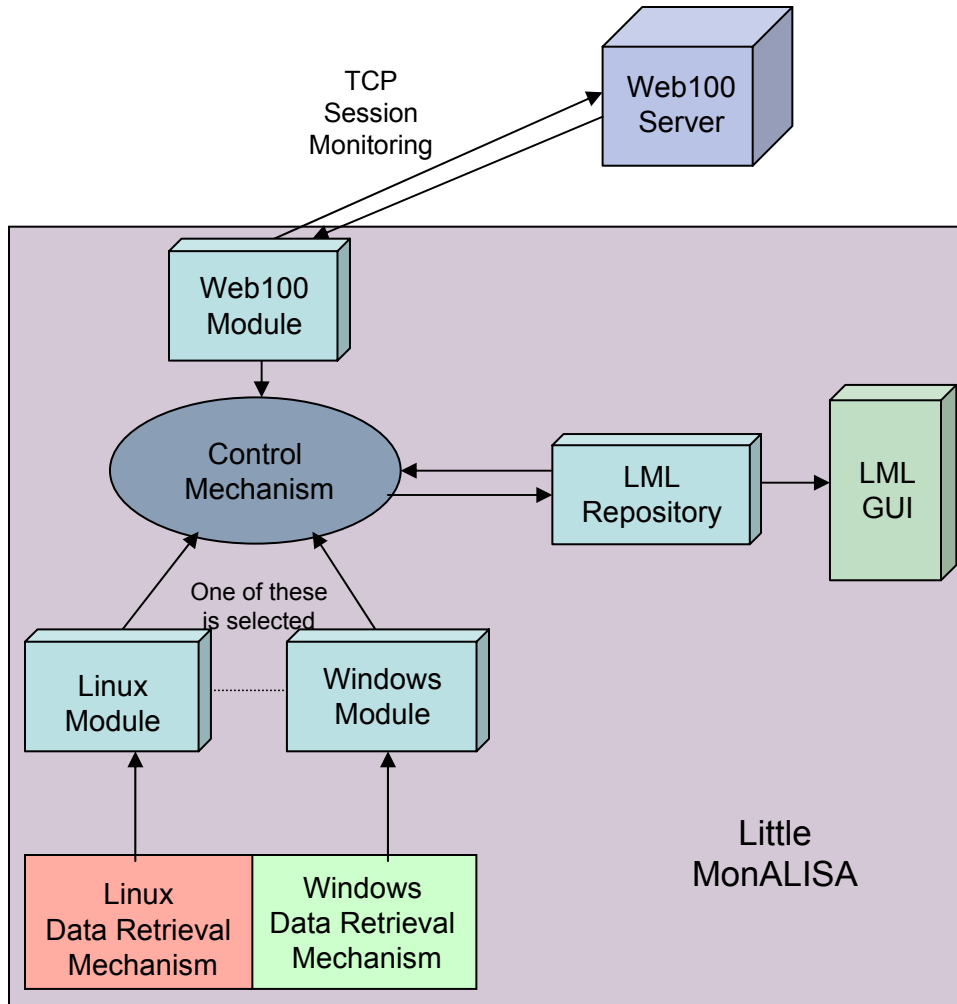 TCP
Session
Monitoring
Web100
Server
Web100
Module
Control
Mechanism
LML
Repository
LML
GUI
One of these
is selected
Linux
Module
Windows
Module
Little
MonALISA
Linux
Data Retrieval
Mechanism
Windows
Data Retrieval
Mechanism